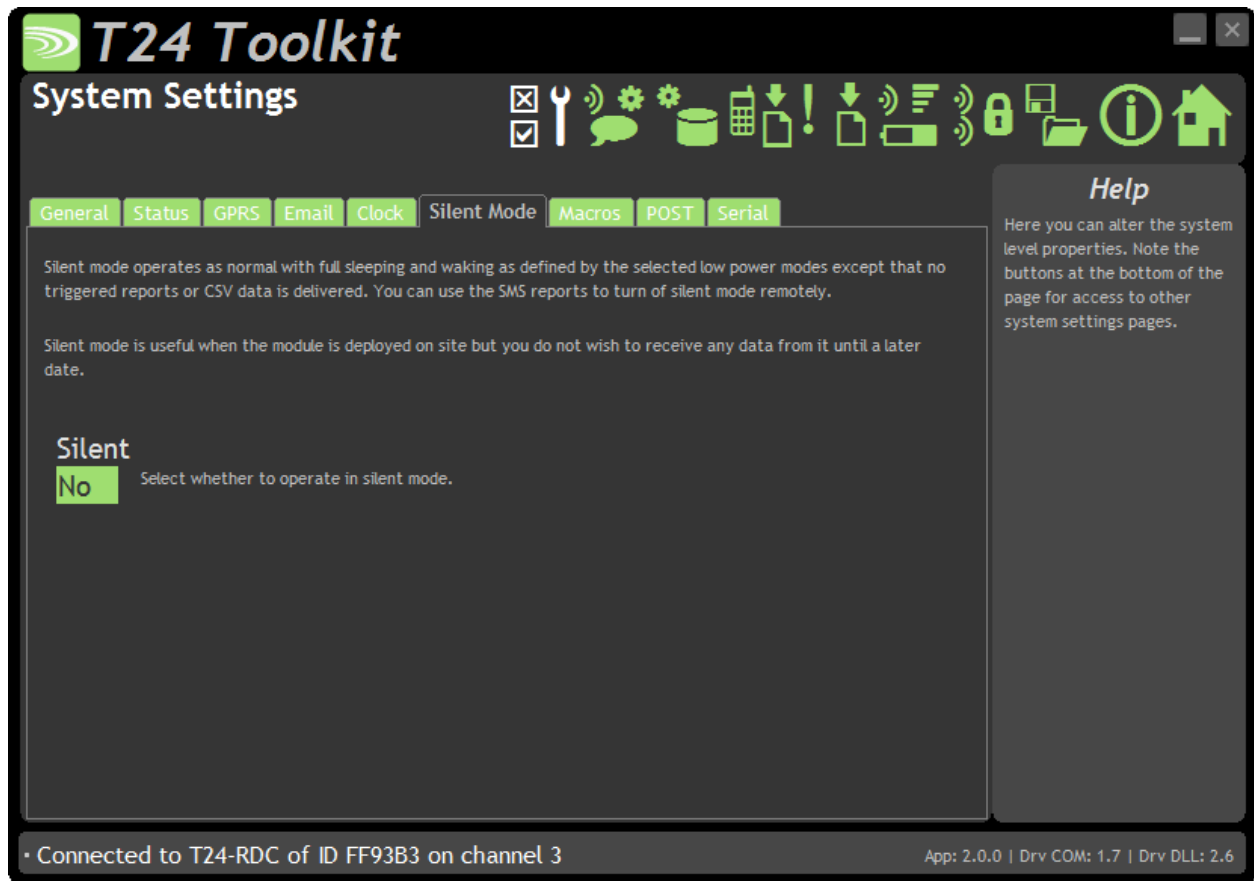 T24 Toolkit
System Settings
General Status GPRS Email Clock Silent Mode Macros POST Serial
Silent mode operates as normal with full sleeping and waking as defined by the selected low power modes except that no
triggered reports or CSV data is delivered. You can use the SMS reports to turn of silent mode remotely.
Silent mode is useful when the module is deployed on site but you do not wish to receive any data from it until a later
date.
Silent
No
Select whether to operate in silent mode.
Help
Here you can alter the system
level properties. Note the
buttons at the bottom of the
page for access to other
system settings pages.
Connected to T24-RDC of ID FF93B3 on channel 3
App: 2.0.0 | Drv COM: 1.7 | Drv DLL: 2.6